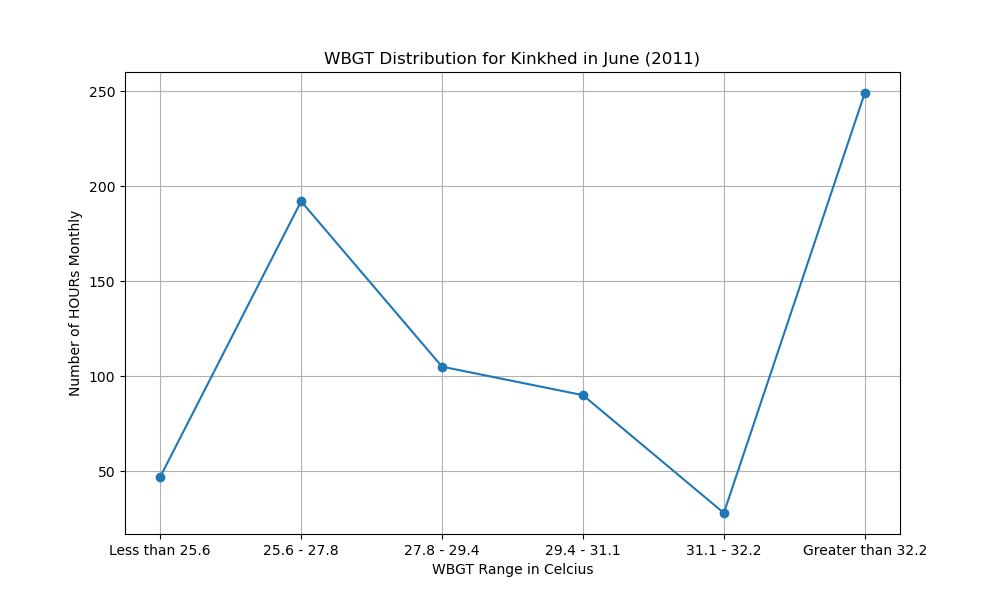 WBGT Distribution for Kinkhed in June (2011)
Number of HOURs Monthly
250
200
150
100
50
Less than 25.6
25.6 - 27.8
27.8 - 29.4
29.4 - 31.1
31.1 - 32.2
Greater than 32.2
WBGT Range in Celcius